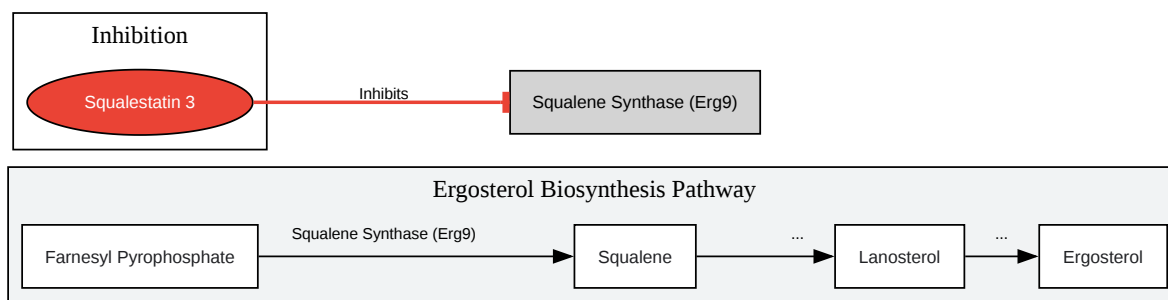 Inhibition
Squalestatin 3
Inhibits
Squalene Synthase (Erg9)
Ergosterol Biosynthesis Pathway
Farnesyl Pyrophosphate
Squalene Synthase (Erg9)
Squalene
...
Lanosterol
...
Ergosterol